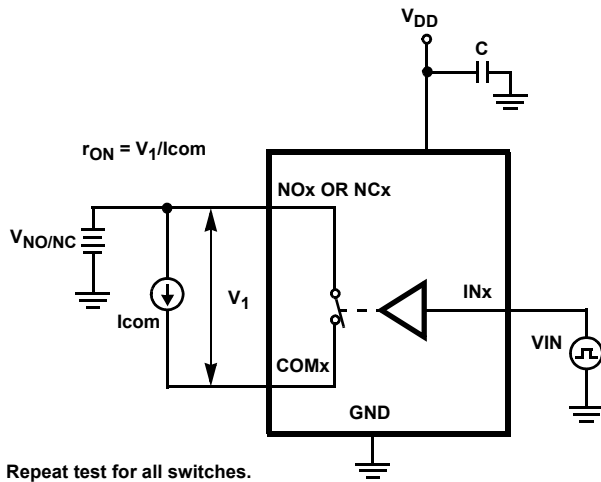 VDD
C
rON = V1/Icom
NOx OR NCx
VNO/NC
Icom
V1
INx
VIN
COMx
GND
Repeat test for all switches.